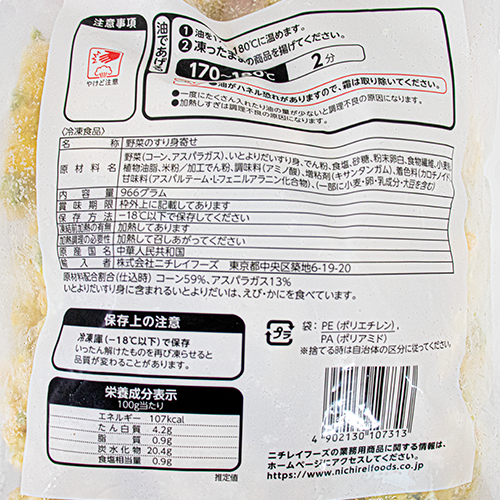 注意事項
やけど注意
油であげる
1 油を1 180℃に温めます。
2 凍ったままの商品を揚げてください。
170～180℃ 2分
油がハネル恐れがありますので、霜は取り除いてください。
●一度にたくさん入れたり油の量が少ないと調理不良の原因になります。
●加熱しすぎは調理不良の原因になります。
〈冷凍食品〉
名称 野菜のすり身寄せ
原材料名 野菜(コーン、アスパラガス)、いとよりだいすり身、でん粉、食塩、砂糖、粉末卵白、食物繊維、小麦粉、
植物油脂、米粉/加工でん粉、調味料(アミノ酸)、増粘剤(キサンタンガム)、着色料(カロチノイド)、
甘味料(アスパルテーム・L-フェニルアラニン化合物)、(一部に小麦・卵・乳成分・大豆を含む)
内容量 966グラム
賞味期限 枠外上に記載してあります
保存方法 −18℃以下で保存してください
凍結前加熱の有無 加熱してあります
加熱調理の必要性 加熱して召しあがってください
原産国名 中華人民共和国
輸入者 株式会社ニチレイフーズ 東京都中央区築地6-19-20
原材料配合割合(仕込時) コーン59%、アスパラガス13%
いとよりだいすり身に含まれるいとよりだいは、えび・かにを食べています。
保存上の注意
冷凍庫(−18℃以下)で保存
いったん解けたものを再び凍らせると
品質が変わることがあります。
プラ
袋：PE(ポリエチレン)、
PA(ポリアミド)
※捨てる時は自治体の区分に従ってください。
栄養成分表示
100g当たり
エネルギー 107kcal
たん白質 4.2g
脂質 0.9g
炭水化物 20.4g
食塩相当量 0.9g
推定値
4 902130 107313
ニチレイフーズの業務用商品に関する情報は、
ホームページにアクセスしてください。
https://www.nichireifoods.co.jp